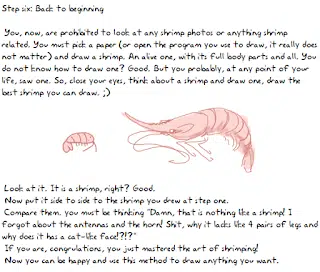 Step six: Back to beginning
You, now, are prohibited to look at any shrimp photos or anything shrimp
related. You must pick a paper (or open the program you use to draw, it really does
not matter) and draw a shrimp. An alive one, with its full body parts and all. You
do not know how to draw one? Good. But you probably, at any point of your
life, saw one. So, close your eyes, think about a shrimp and draw one, draw the
best shrimp you can draw. ;)
Look at it. It is a shrimp, right? Good.
Now put it side to side to the shrimp you drew at step one.
Compare them. you must be thinking "Damn, that is nothing like a shrimp! I
forgot about the antennas and the horn! Shit, why it lacks like 4 pairs of legs and
why does it has a cat-like face!?!?"
If you are, congrulations, you just mastered the art of shrimping!
Now you can be happy and use this method to draw anything you want.